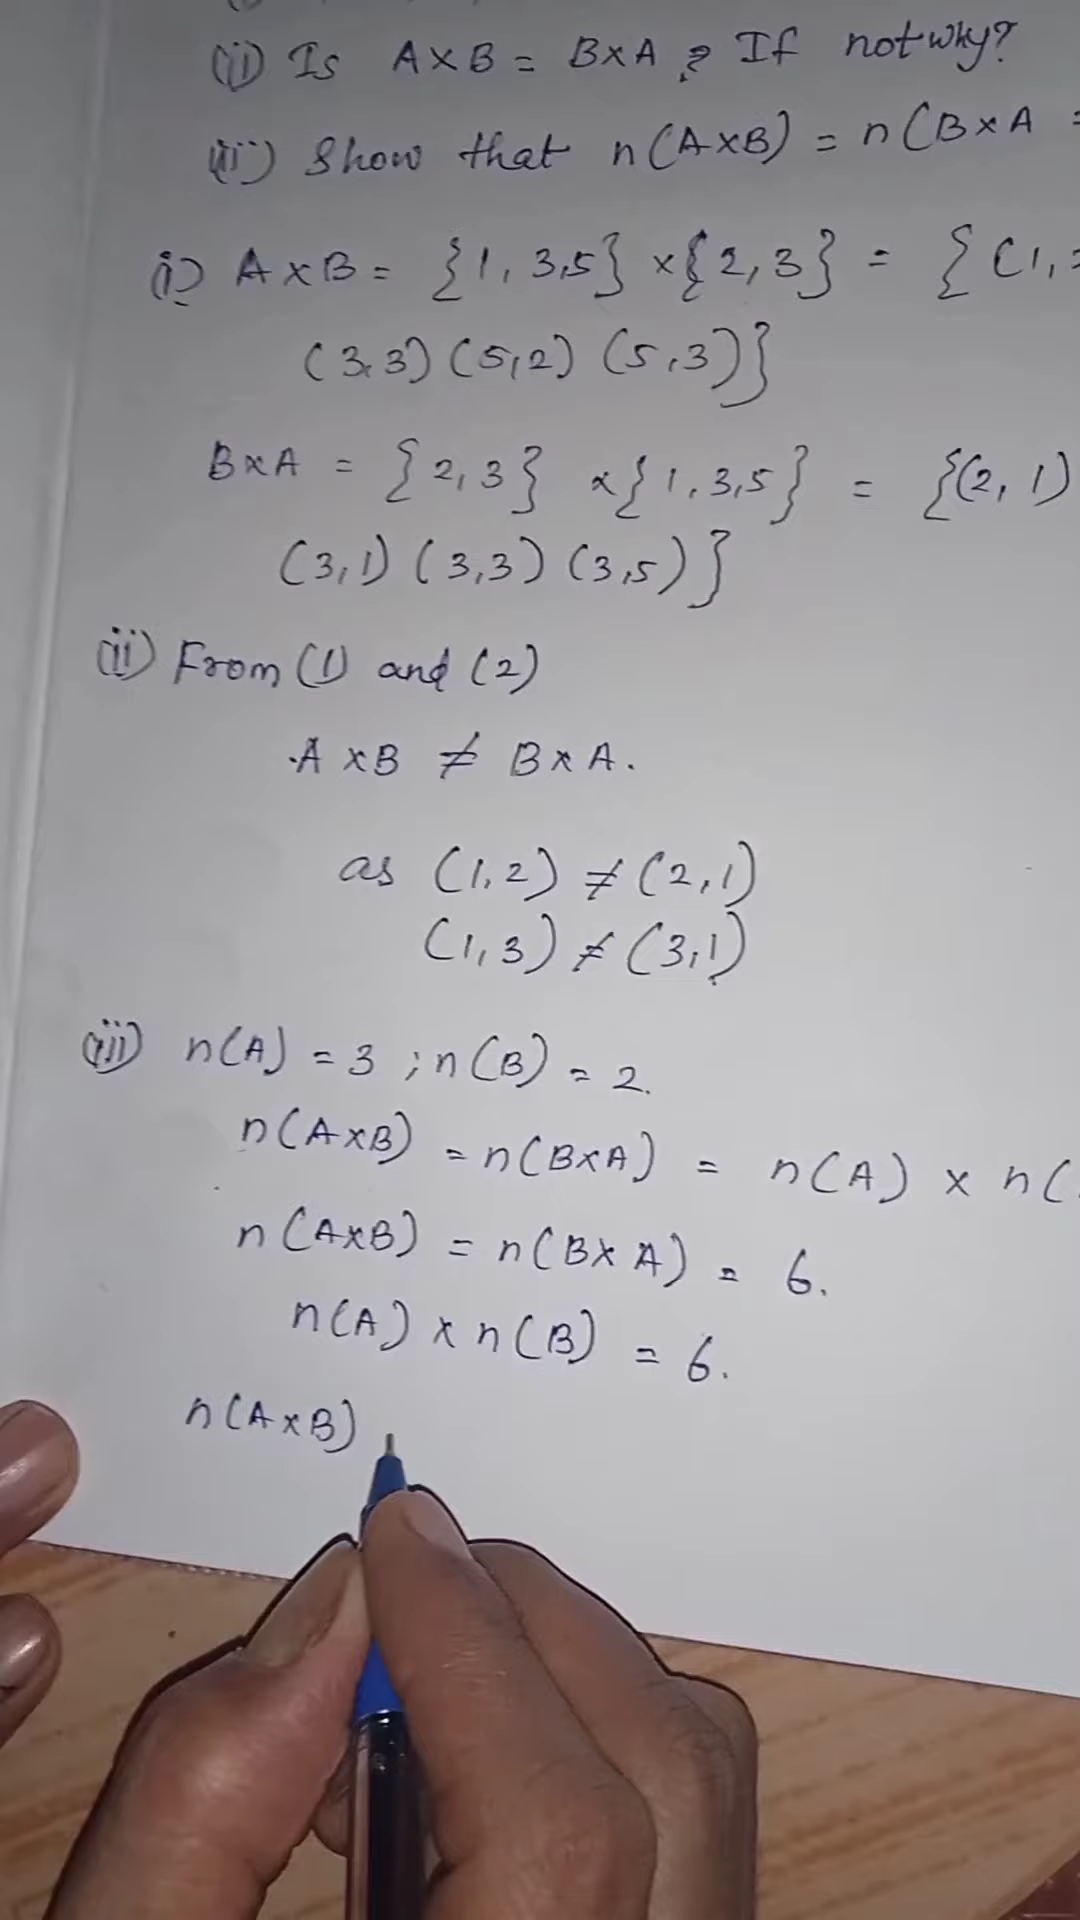 (ii) Is A×B = B×A ? If not why?
(iii) Show that n(A×B) = n(B×A =
(i) A×B = {1, 3,5} ×{2, 3} = {(1,
(3,3) (5,2) (5,3)}
B×A = {2,3} ×{1,3,5} = {(2, 1)
(3,1) (3,3) (3,5)}
(ii) From (1) and (2)
A×B ≠ B×A.
as (1,2) ≠ (2,1)
(1,3) ≠ (3,1)
(iii) n(A) = 3 ; n(B) = 2.
n(A×B) = n(B×A) = n(A) × n(
n(A×B) = n(B×A) = 6.
n(A) × n(B) = 6.
n(A×B)